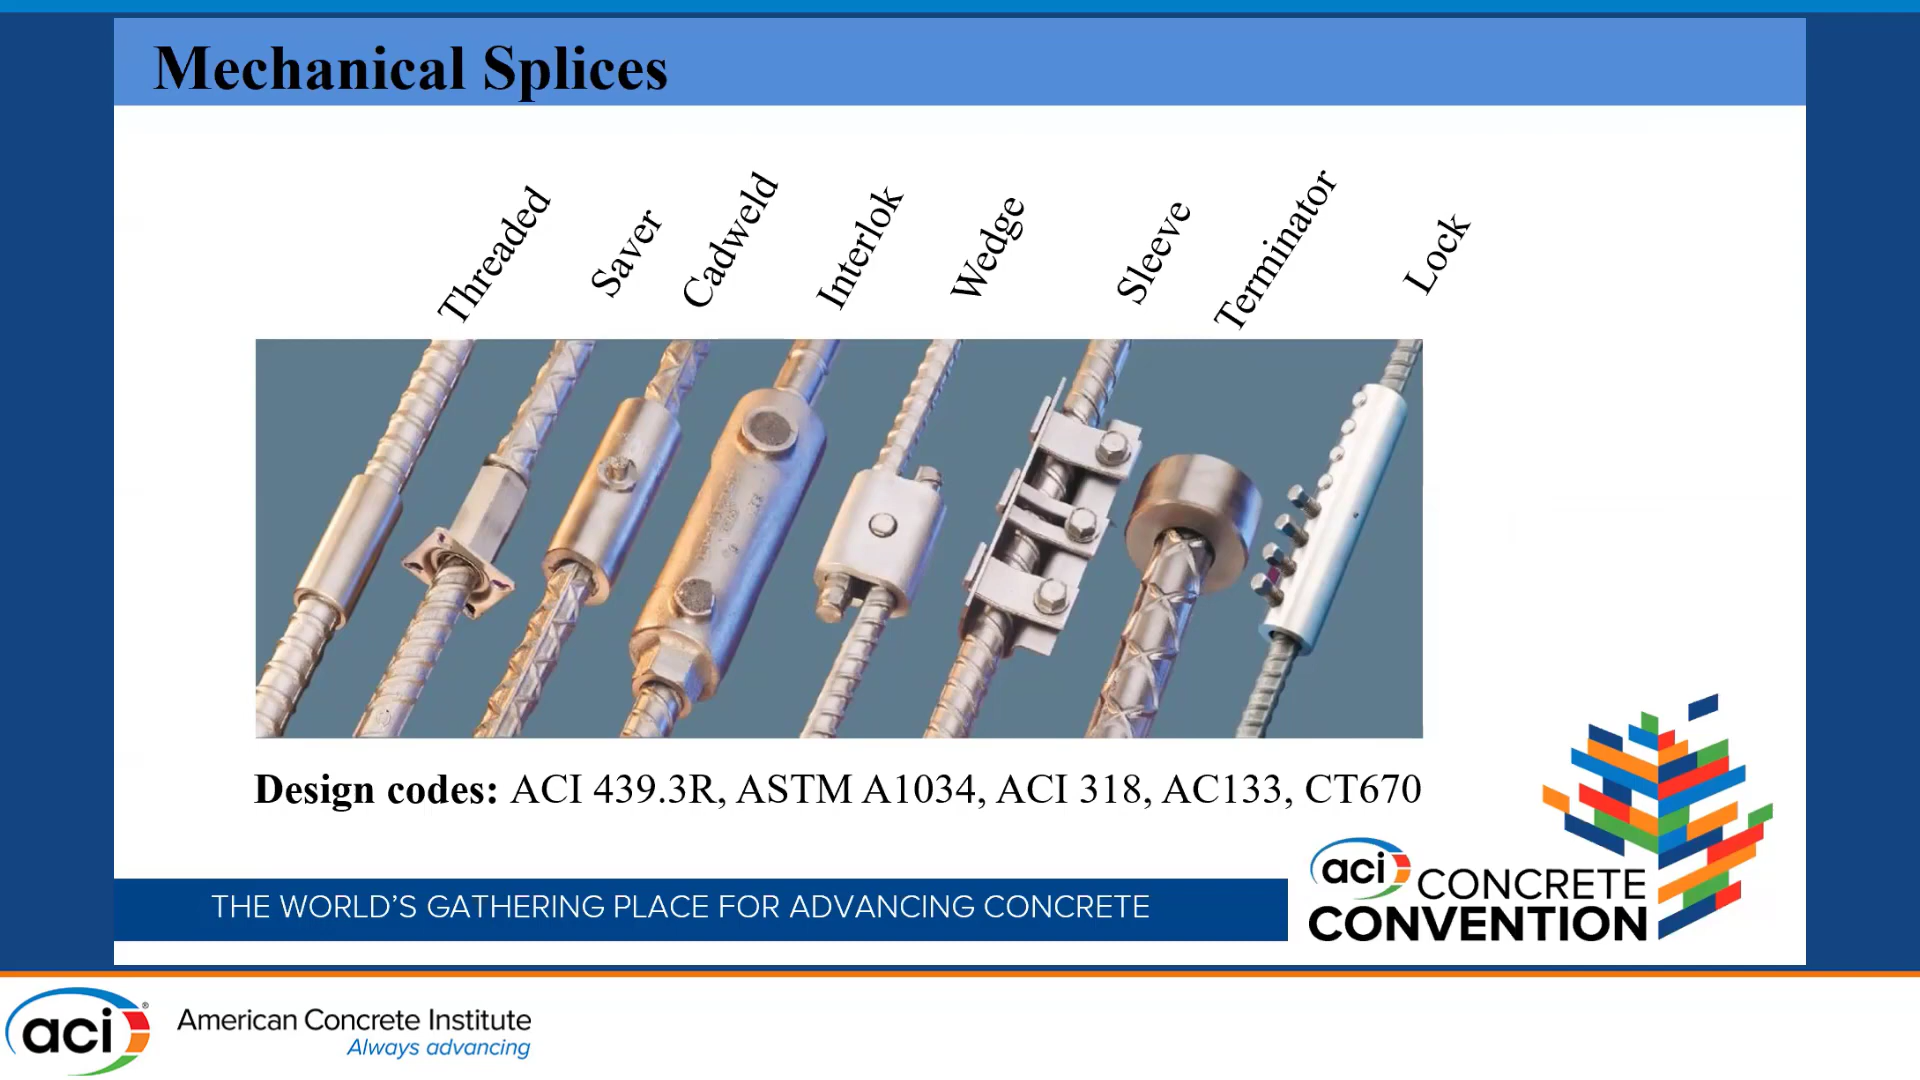 Mechanical Splices
Threaded
Saver
Cadweld
Interlok
Wedge
Sleeve
Terminator
Lock
Design codes: ACI 439.3R, ASTM A1034, ACI 318, AC133, CT670
THE WORLD'S GATHERING PLACE FOR ADVANCING CONCRETE
aci CONCRETE
CONVENTION
aci® American Concrete Institute
Always advancing